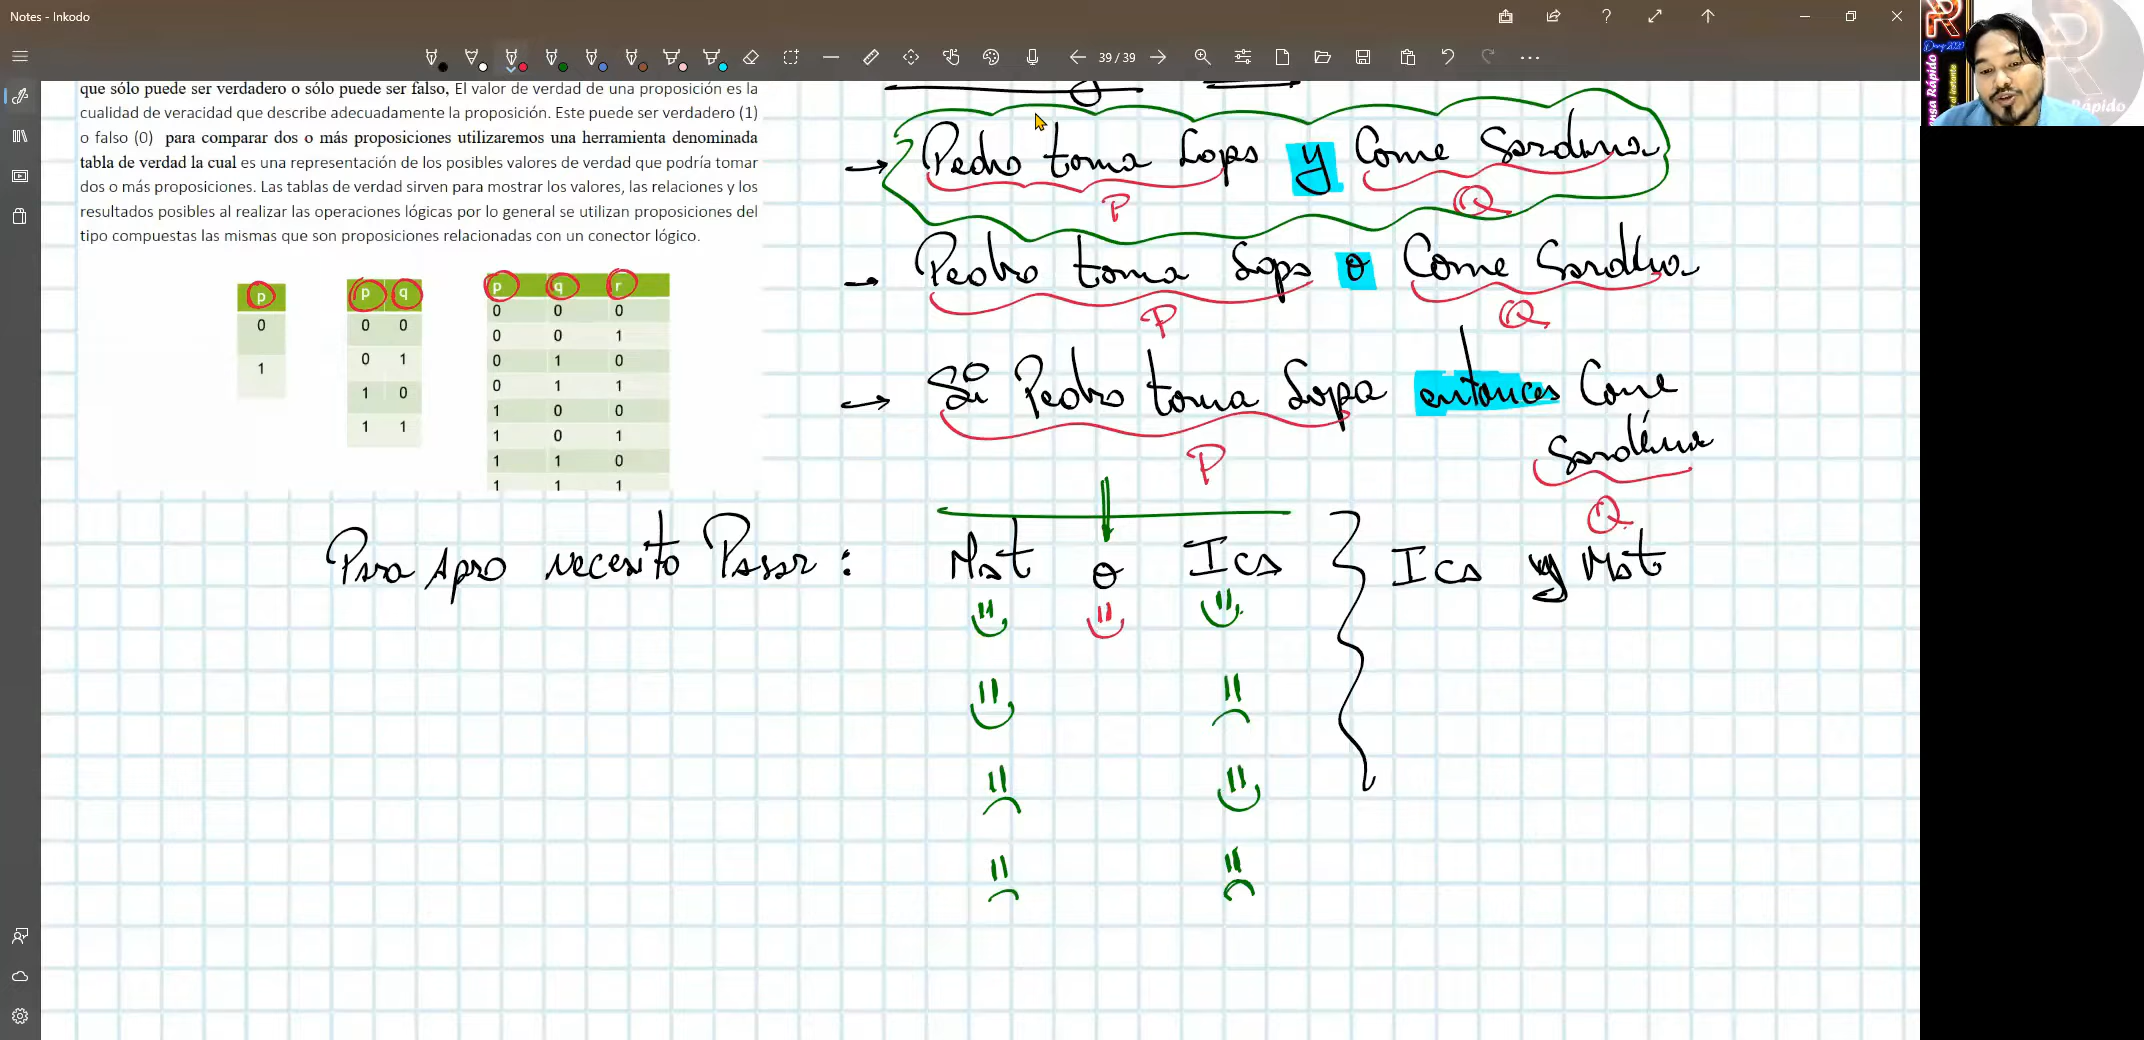 Notes - Inkodo
39 / 39
que sólo puede ser verdadero o sólo puede ser falso, El valor de verdad de una proposición es la
cualidad de veracidad que describe adecuadamente la proposición. Este puede ser verdadero (1)
o falso (0) para comparar dos o más proposiciones utilizaremos una herramienta denominada
tabla de verdad la cual es una representación de los posibles valores de verdad que podría tomar
dos o más proposiciones. Las tablas de verdad sirven para mostrar los valores, las relaciones y los
resultados posibles al realizar las operaciones lógicas por lo general se utilizan proposiciones del
tipo compuestas las mismas que son proposiciones relacionadas con un conector lógico.
p
0
1
p q
0 0
0 1
1 0
1 1
p q r
0 0 0
0 0 1
0 1 0
0 1 1
1 0 0
1 0 1
1 1 0
1 1 1
Pedro toma Sopa y Come Sardina
P Q
Pedro toma Sopa o Come Sardina
P Q
Si Pedro toma Sopa entonces Come
Sardina
P Q
Para Apro necesito Pasar : Mat o Ics Ics y Mat